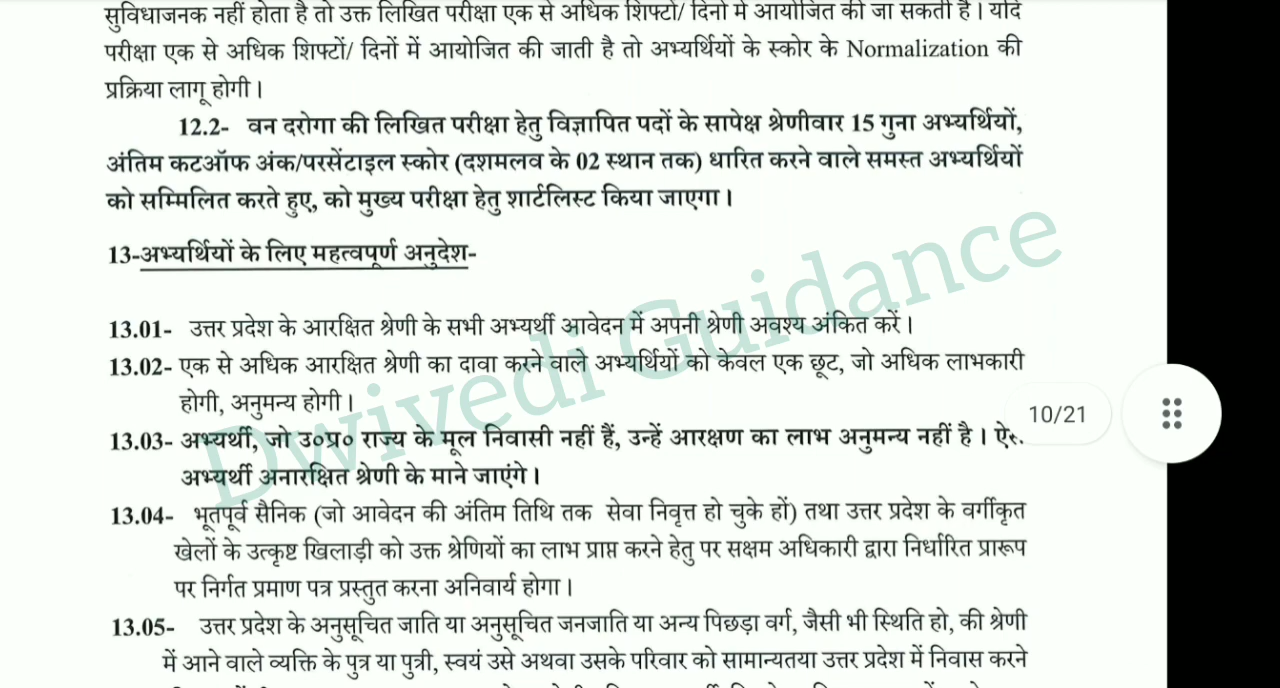 सुविधाजनक नहीं होता है तो उक्त लिखित परीक्षा एक से अधिक शिफ्टों/ दिनों में आयोजित की जा सकती है। यदि
परीक्षा एक से अधिक शिफ्टों/ दिनों में आयोजित की जाती है तो अभ्यर्थियों के स्कोर के Normalization की
प्रक्रिया लागू होगी।
12.2- वन दरोगा की लिखित परीक्षा हेतु विज्ञापित पदों के सापेक्ष श्रेणीवार 15 गुना अभ्यर्थियों,
अंतिम कटऑफ अंक/परसेंटाइल स्कोर (दशमलव के 02 स्थान तक) धारित करने वाले समस्त अभ्यर्थियों
को सम्मिलित करते हुए, को मुख्य परीक्षा हेतु शार्टलिस्ट किया जाएगा।
13-अभ्यर्थियों के लिए महत्वपूर्ण अनुदेश-
13.01- उत्तर प्रदेश के आरक्षित श्रेणी के सभी अभ्यर्थी आवेदन में अपनी श्रेणी अवश्य अंकित करें।
13.02- एक से अधिक आरक्षित श्रेणी का दावा करने वाले अभ्यर्थियों को केवल एक छूट, जो अधिक लाभकारी
होगी, अनुमन्य होगी।
13.03- अभ्यर्थी, जो उ०प्र० राज्य के मूल निवासी नहीं हैं, उन्हें आरक्षण का लाभ अनुमन्य नहीं है।
अभ्यर्थी अनारक्षित श्रेणी के माने जाएंगे।
13.04- भूतपूर्व सैनिक (जो आवेदन की अंतिम तिथि तक सेवा निवृत्त हो चुके हों) तथा उत्तर प्रदेश के वर्गीकृत
खेलों के उत्कृष्ट खिलाड़ी को उक्त श्रेणियों का लाभ प्राप्त करने हेतु पर सक्षम अधिकारी द्वारा निर्धारित प्रारूप
पर निर्गत प्रमाण पत्र प्रस्तुत करना अनिवार्य होगा।
13.05- उत्तर प्रदेश के अनुसूचित जाति या अनुसूचित जनजाति या अन्य पिछड़ा वर्ग, जैसी भी स्थिति हो, की श्रेणी
में आने वाले व्यक्ति के पुत्र या पुत्री, स्वयं उसे अथवा उसके परिवार को सामान्यतया उत्तर प्रदेश में निवास करने
Dwivedi Guidance
10/21